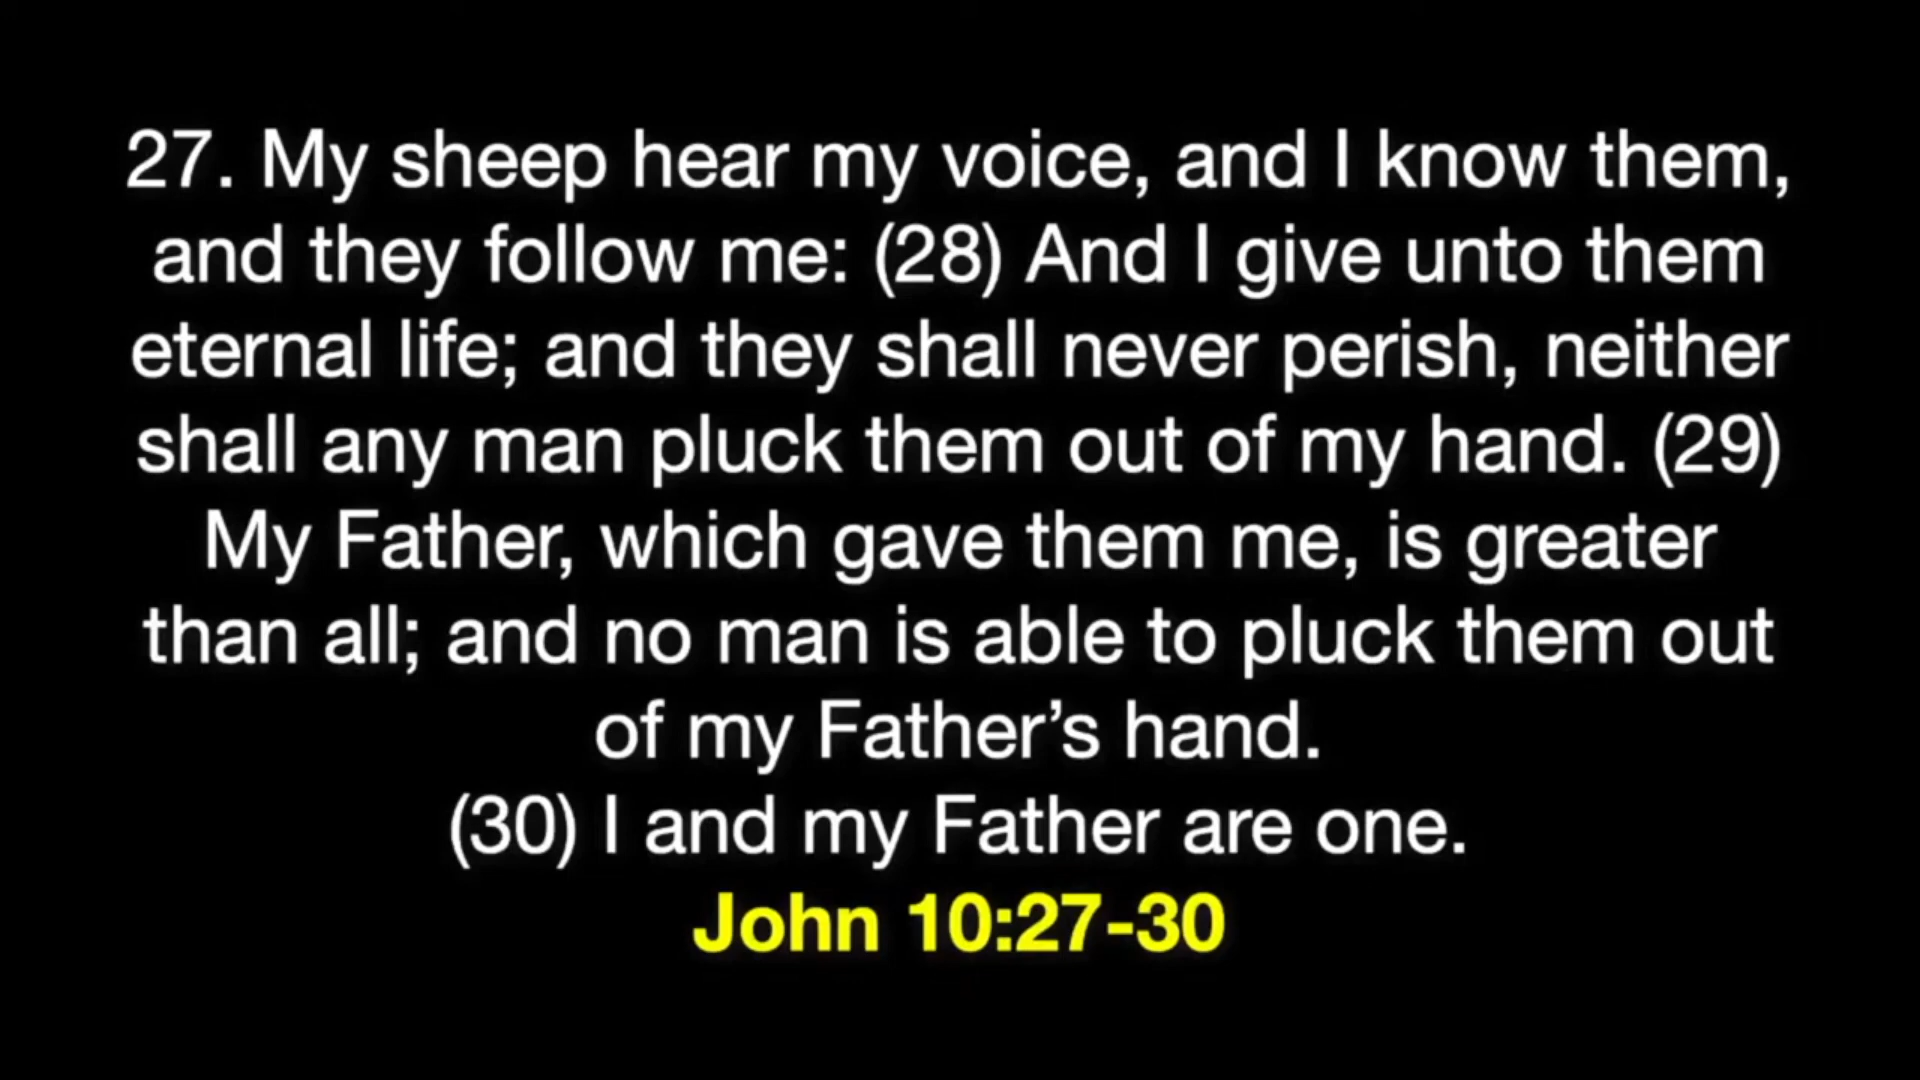 27. My sheep hear my voice, and I know them,
and they follow me: (28) And I give unto them
eternal life; and they shall never perish, neither
shall any man pluck them out of my hand. (29)
My Father, which gave them me, is greater
than all; and no man is able to pluck them out
of my Father’s hand.
(30) I and my Father are one.
John 10:27-30